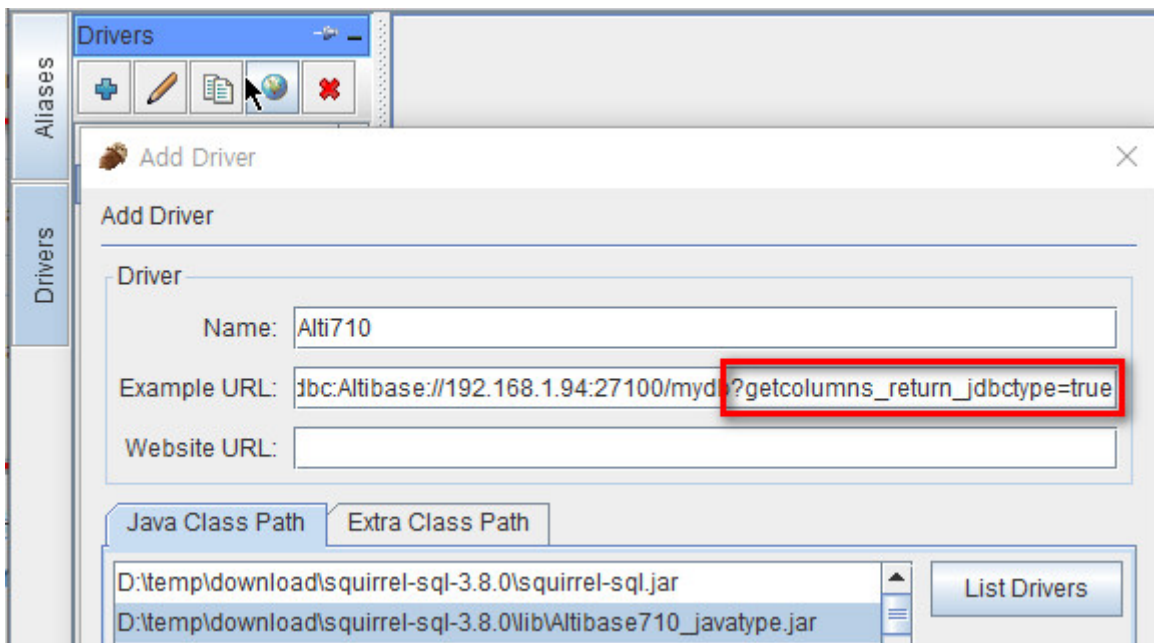 Drivers
Aliases
Drivers
Add Driver
Add Driver
Driver
Name: Alti710
Example URL: dbc:Altibase://192.168.1.94:27100/mydb?getcolumns_return_jdbctype=true
Website URL:
Java Class Path Extra Class Path
D:\temp\download\squirrel-sql-3.8.0\squirrel-sql.jar
List Drivers
D:\temp\download\squirrel-sql-3.8.0\lib\Altibase710_javatype.jar